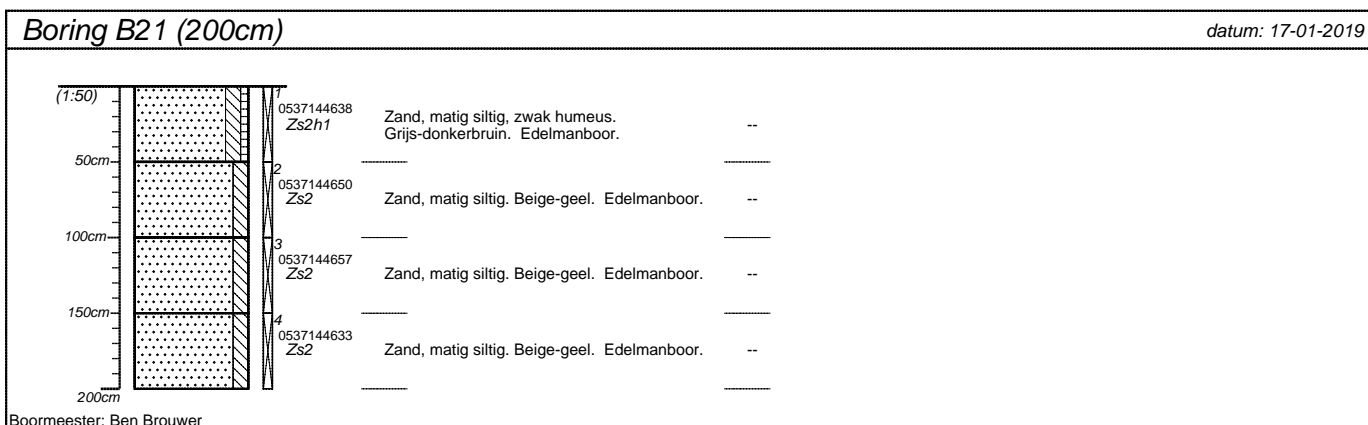 Boring B21 (200cm)
datum: 17-01-2019
(1:50)
1
0537144638
Zs2h1
Zand, matig siltig, zwak humeus.
Grijs-donkerbruin. Edelmanboor.
--
50cm
2
0537144650
Zs2
Zand, matig siltig. Beige-geel. Edelmanboor.
--
100cm
3
0537144657
Zs2
Zand, matig siltig. Beige-geel. Edelmanboor.
--
150cm
4
0537144633
Zs2
Zand, matig siltig. Beige-geel. Edelmanboor.
--
200cm
Boormeester: Ben Brouwer